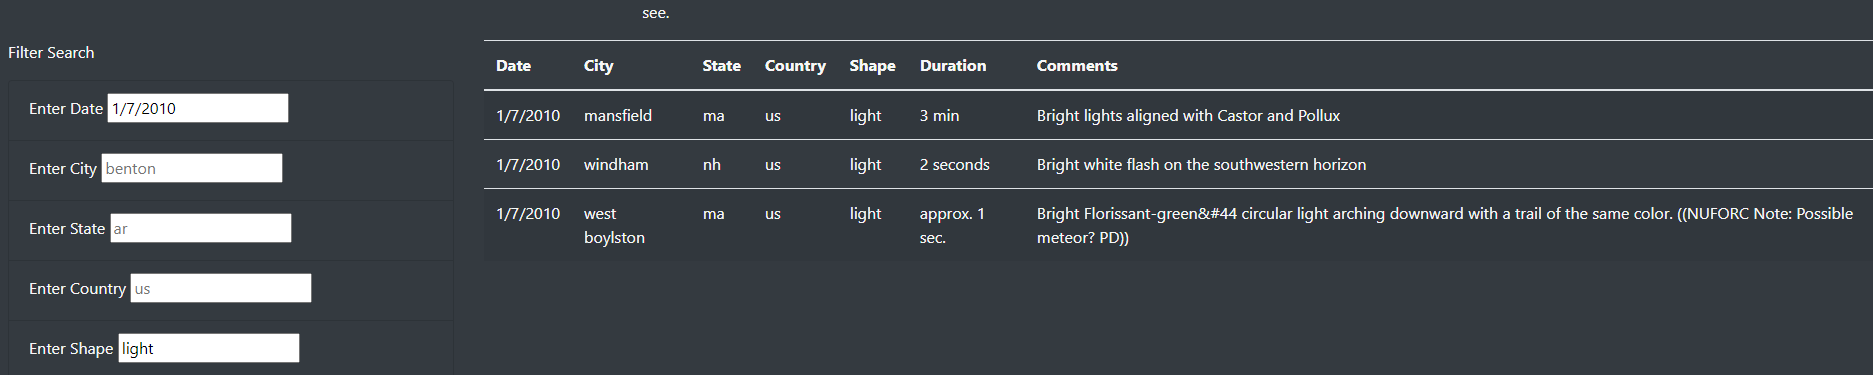 see.
Filter Search
Enter Date 1/7/2010
Enter City benton
Enter State ar
Enter Country us
Enter Shape light
Date City State Country Shape Duration Comments
1/7/2010 mansfield ma us light 3 min Bright lights aligned with Castor and Pollux
1/7/2010 windham nh us light 2 seconds Bright white flash on the southwestern horizon
1/7/2010 west ma us light approx. 1 Bright Florissant-green&#44 circular light arching downward with a trail of the same color. ((NUFORC Note: Possible
boylston sec. meteor? PD))